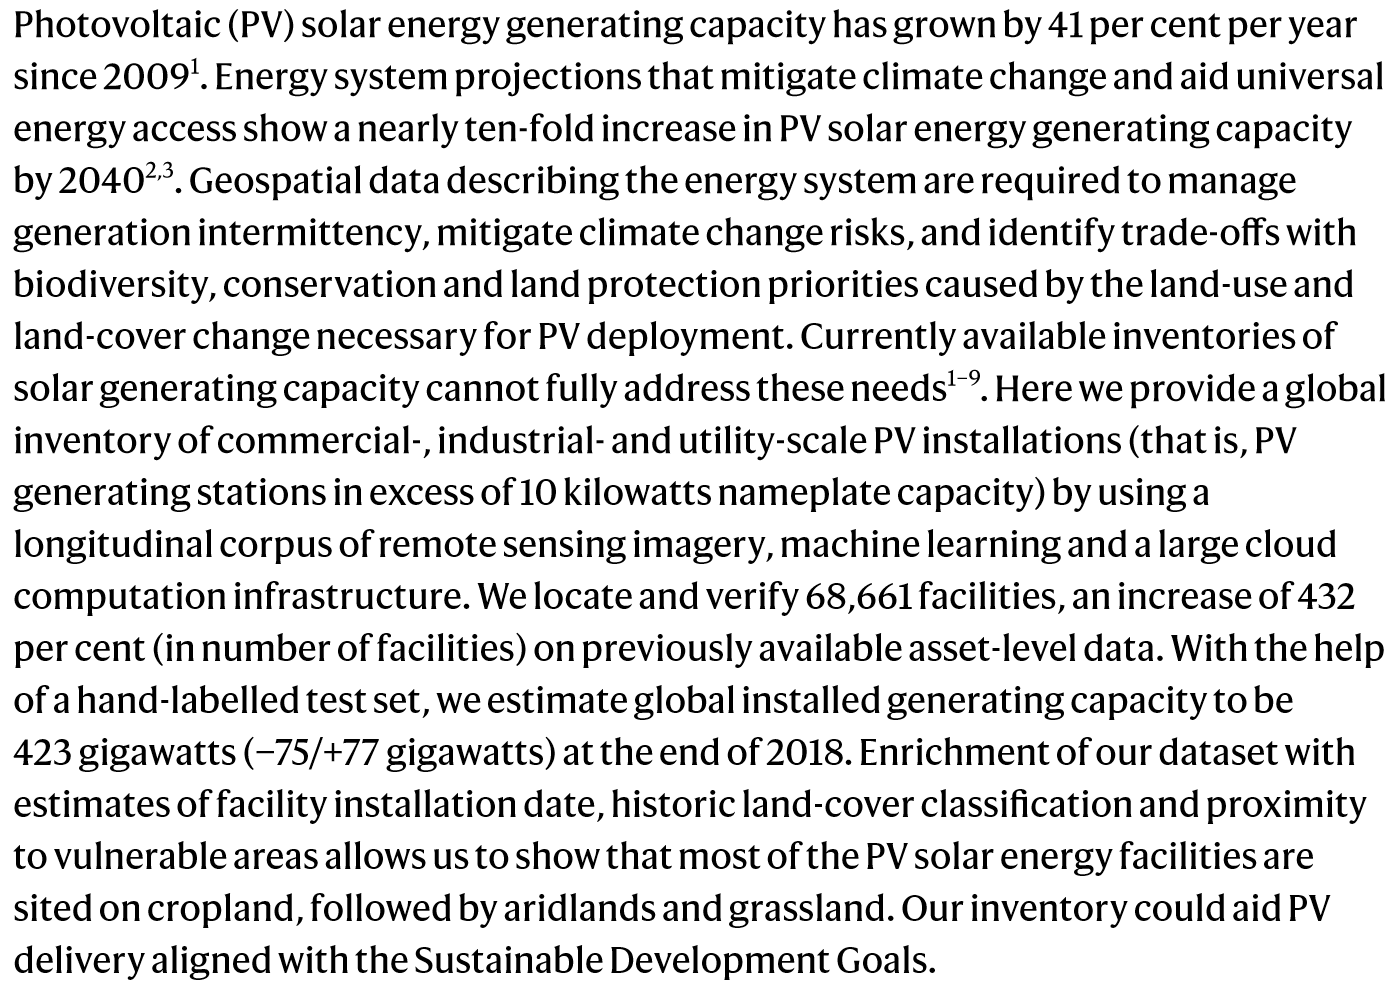 Photovoltaic (PV) solar energy generating capacity has grown by 41 per cent per year
since 2009¹. Energy system projections that mitigate climate change and aid universal
energy access show a nearly ten-fold increase in PV solar energy generating capacity
by 2040²,³. Geospatial data describing the energy system are required to manage
generation intermittency, mitigate climate change risks, and identify trade-offs with
biodiversity, conservation and land protection priorities caused by the land-use and
land-cover change necessary for PV deployment. Currently available inventories of
solar generating capacity cannot fully address these needs¹⁻⁹. Here we provide a global
inventory of commercial-, industrial- and utility-scale PV installations (that is, PV
generating stations in excess of 10 kilowatts nameplate capacity) by using a
longitudinal corpus of remote sensing imagery, machine learning and a large cloud
computation infrastructure. We locate and verify 68,661 facilities, an increase of 432
per cent (in number of facilities) on previously available asset-level data. With the help
of a hand-labelled test set, we estimate global installed generating capacity to be
423 gigawatts (−75/+77 gigawatts) at the end of 2018. Enrichment of our dataset with
estimates of facility installation date, historic land-cover classification and proximity
to vulnerable areas allows us to show that most of the PV solar energy facilities are
sited on cropland, followed by aridlands and grassland. Our inventory could aid PV
delivery aligned with the Sustainable Development Goals.